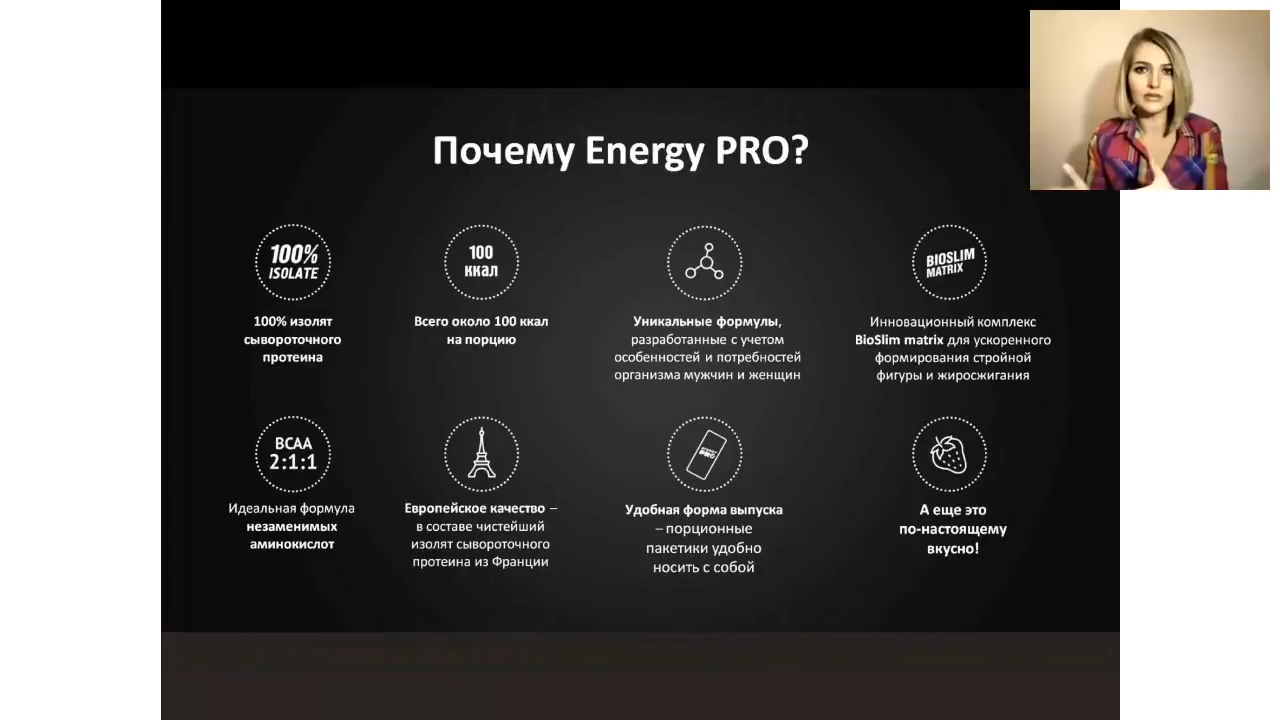 Почему Energy PRO?
100%
ISOLATE
100% изолят
сывороточного
протеина
100
ккал
Всего около 100 ккал
на порцию
Уникальные формулы,
разработанные с учетом
особенностей и потребностей
организма мужчин и женщин
BIOSLIM
MATRIX
Инновационный комплекс
BioSlim matrix для ускоренного
формирования стройной
фигуры и жиросжигания
BCAA
2:1:1
Идеальная формула
незаменимых
аминокислот
Европейское качество –
в составе чистейший
изолят сывороточного
протеина из Франции
PRO
Удобная форма выпуска
– порционные
пакетики удобно
носить с собой
А еще это
по-настоящему
вкусно!